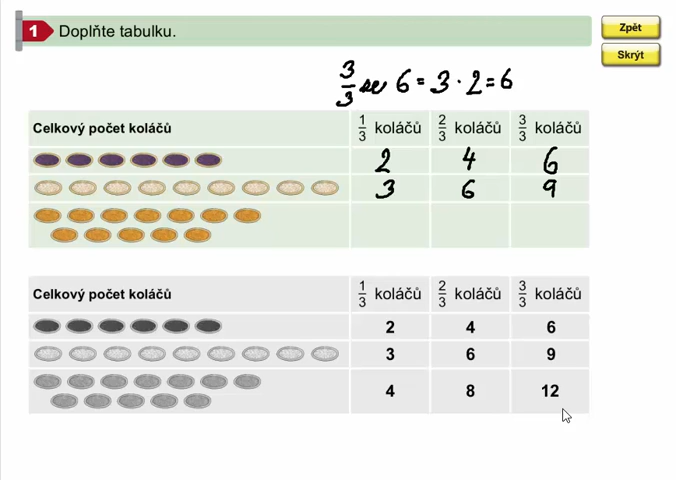 1 Doplňte tabulku.
Zpět
Skrýt
3/3 ze 6 = 3 · 2 = 6
Celkový počet koláčů 1/3 koláčů 2/3 koláčů 3/3 koláčů
2 4 6
3 6 9
Celkový počet koláčů 1/3 koláčů 2/3 koláčů 3/3 koláčů
2 4 6
3 6 9
4 8 12